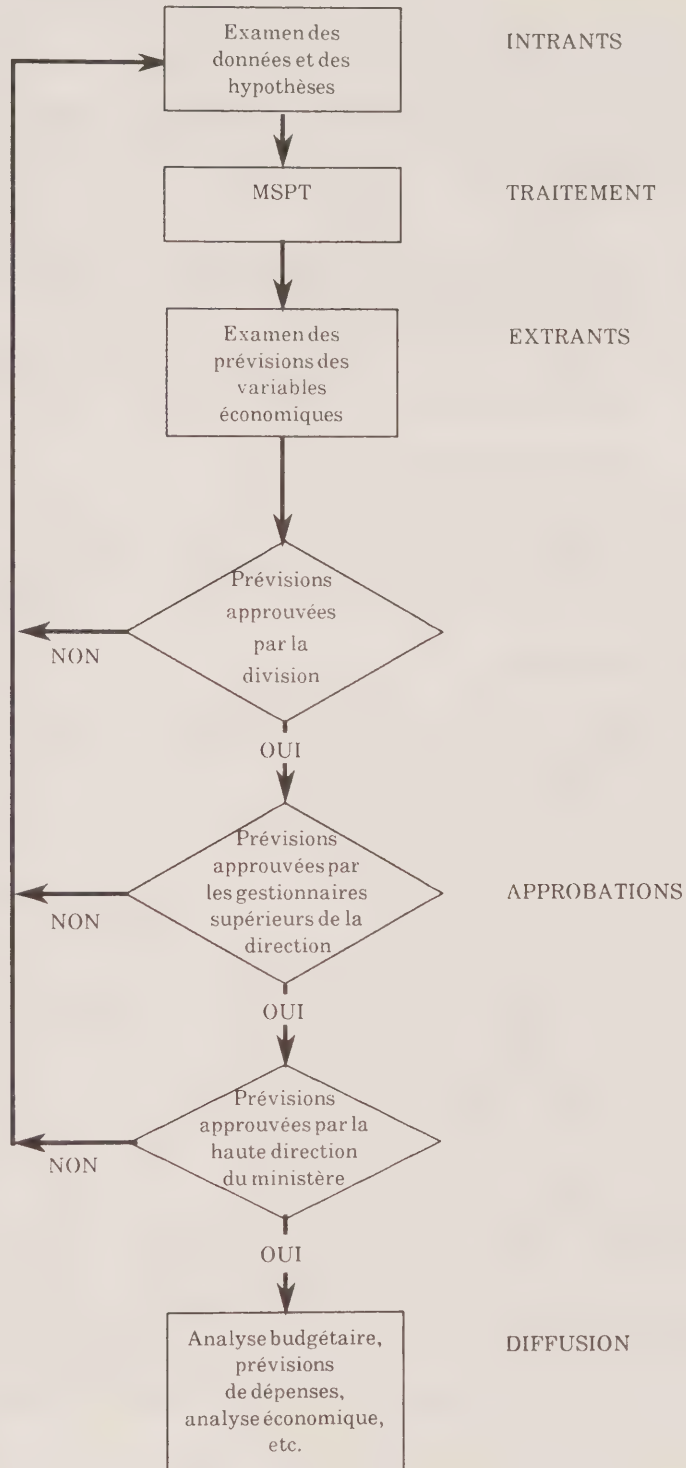 Examen des
données et des
hypothèses
INTRANTS
MSPT
TRAITEMENT
Examen des
prévisions des
variables
économiques
EXTRANTS
Prévisions
approuvées
par la
division
NON
OUI
Prévisions
approuvées par
les gestionnaires
supérieurs de la
direction
APPROBATIONS
NON
OUI
Prévisions
approuvées par la
haute direction
du ministère
NON
OUI
Analyse budgétaire,
prévisions
de dépenses,
analyse économique,
etc.
DIFFUSION